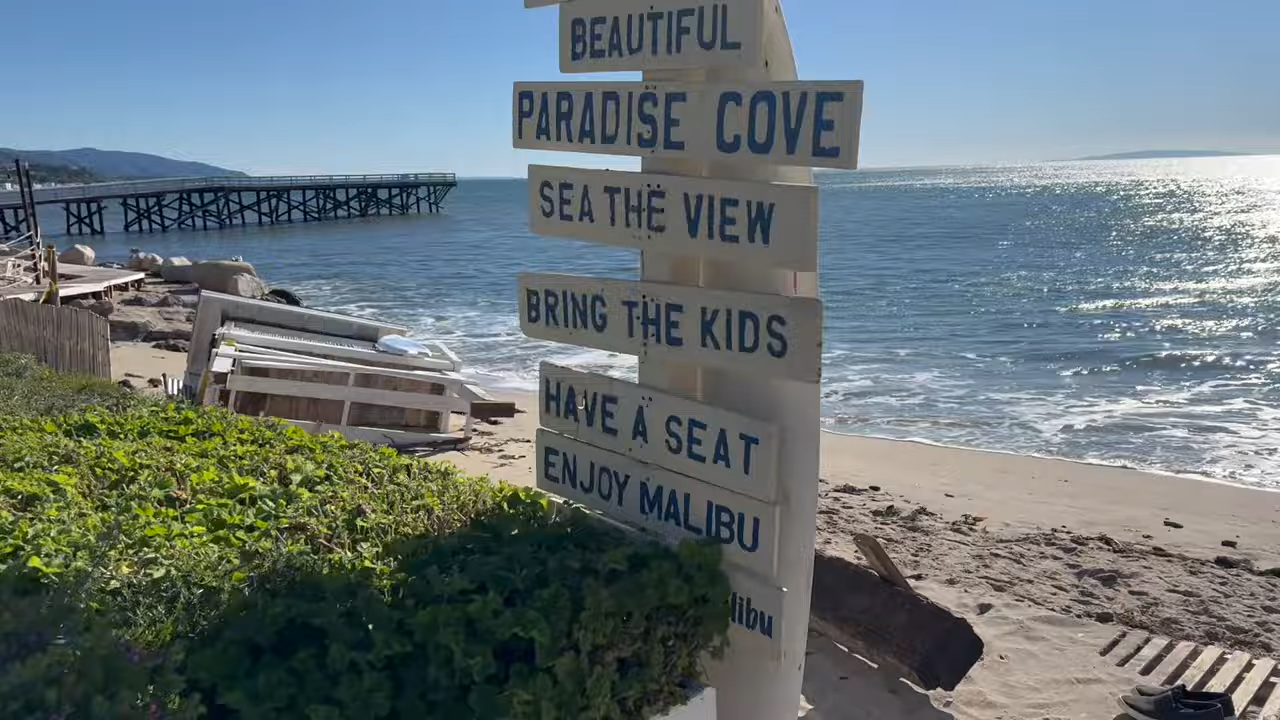 BEAUTIFUL
PARADISE COVE
SEA THE VIEW
BRING THE KIDS
HAVE A SEAT
ENJOY MALIBU